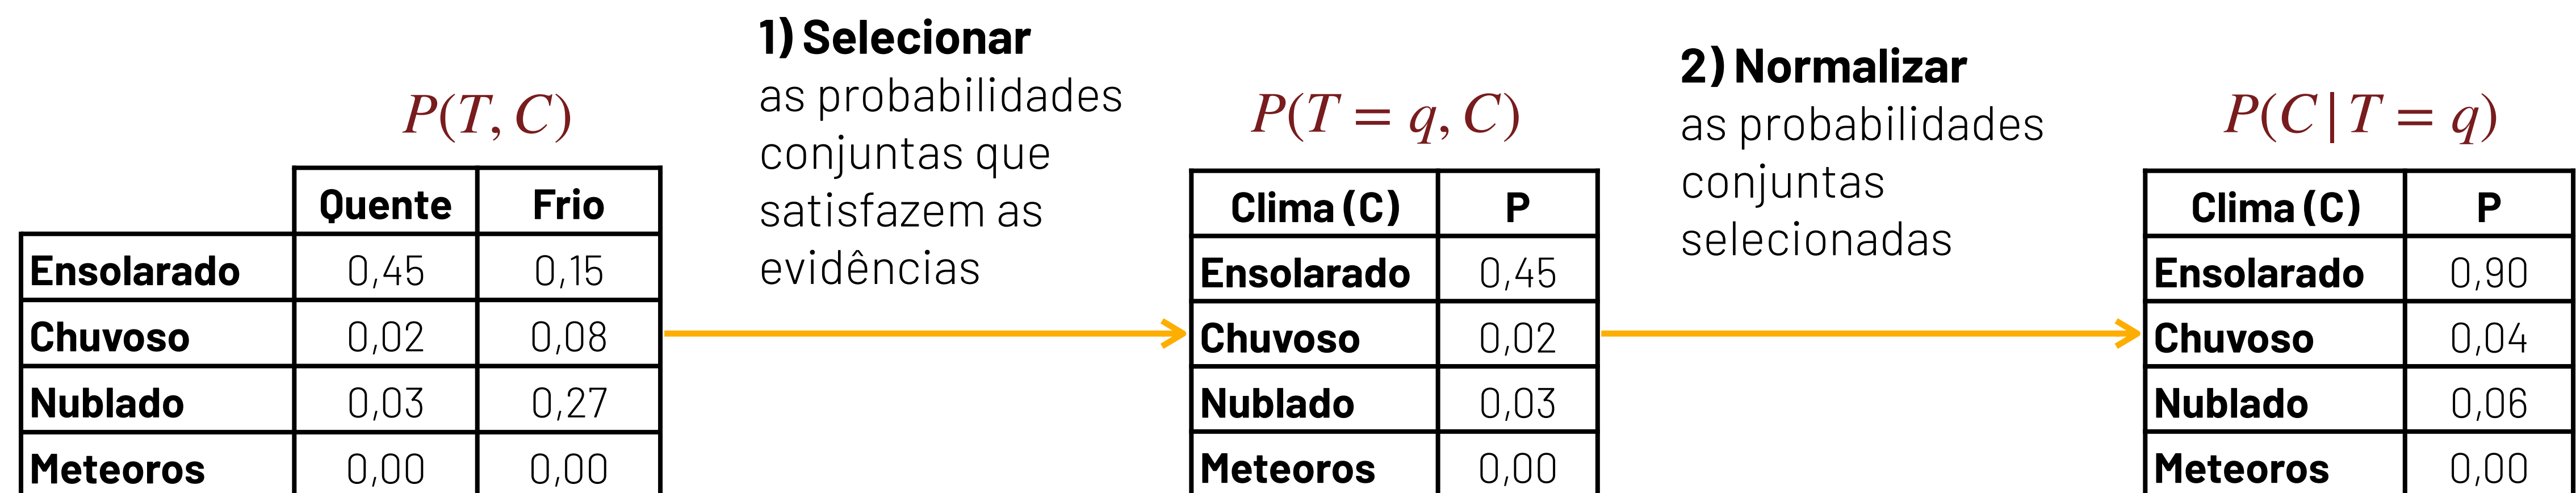 P(T, C)
Quente Frio
Ensolarado 0,45 0,15
Chuvoso 0,02 0,08
Nublado 0,03 0,27
Meteoros 0,00 0,00
1) Selecionar
as probabilidades
conjuntas que
satisfazem as
evidências
P(T = q, C)
Clima (C) P
Ensolarado 0,45
Chuvoso 0,02
Nublado 0,03
Meteoros 0,00
2) Normalizar
as probabilidades
conjuntas
selecionadas
P(C|T = q)
Clima (C) P
Ensolarado 0,90
Chuvoso 0,04
Nublado 0,06
Meteoros 0,00